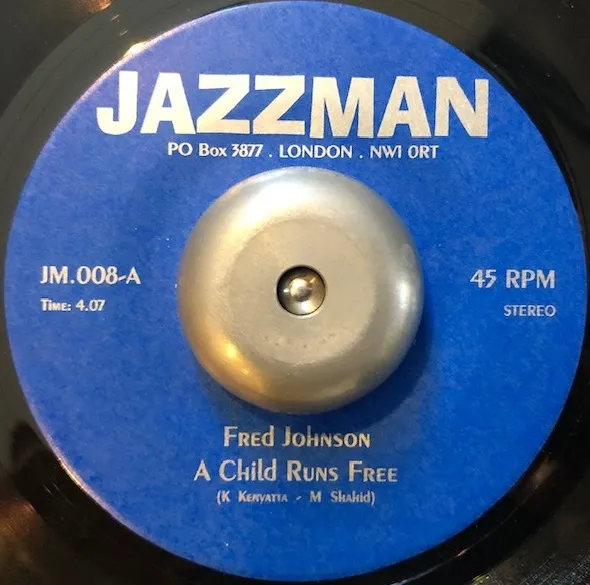 JAZZMAN
PO Box 3877 . LONDON . NW1 0RT
JM.008-A
45 RPM
Time: 4.07
STEREO
Fred Johnson
A Child Runs Free
(K Kenyatta - M Shahid)